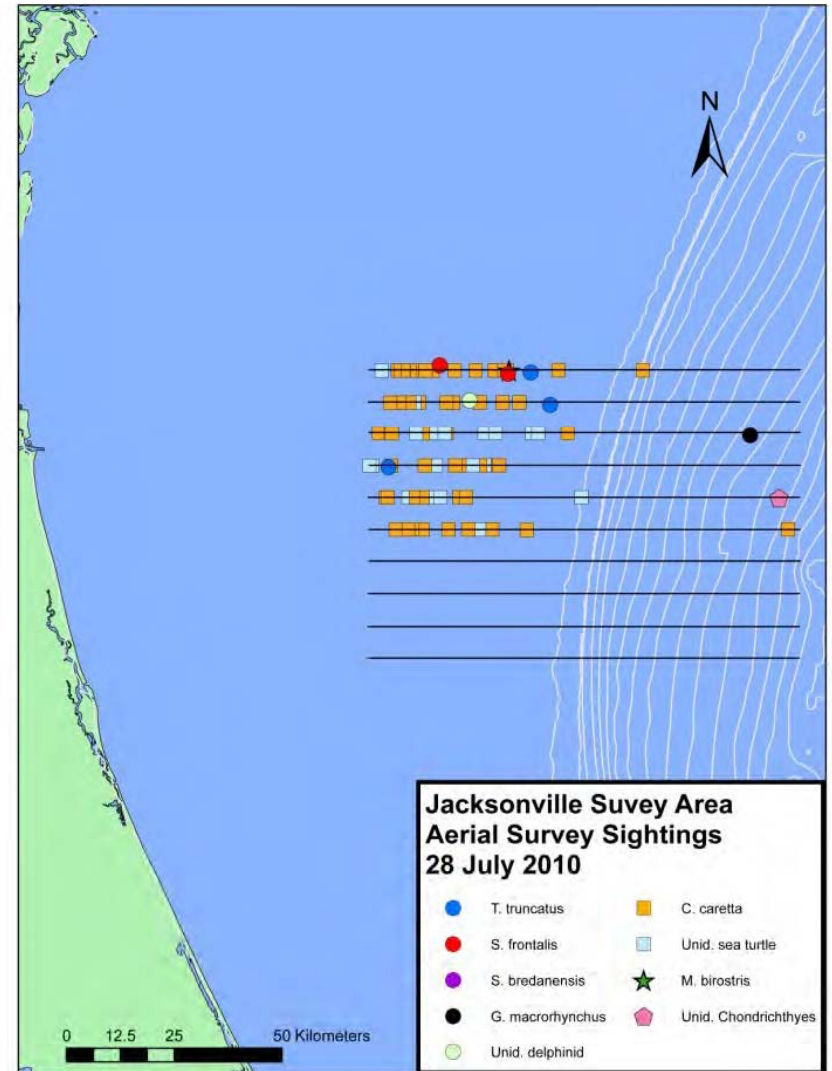 N
Jacksonville Suvey Area
Aerial Survey Sightings
28 July 2010
T. truncatus
C. caretta
S. frontalis
Unid. sea turtle
S. bredanensis
M. birostris
G. macrorhynchus
Unid. Chondrichthyes
Unid. delphinid
0 12.5 25 50 Kilometers